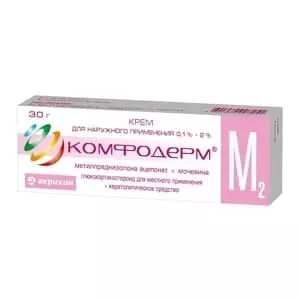 30 г
КРЕМ
ДЛЯ НАРУЖНОГО ПРИМЕНЕНИЯ 0,1% + 2%
КОМФОДЕРМ®
М2
метилпреднизолона ацепонат + мочевина
глюкокортикостероид для местного применения
+ кератолитическое средство
акрихин